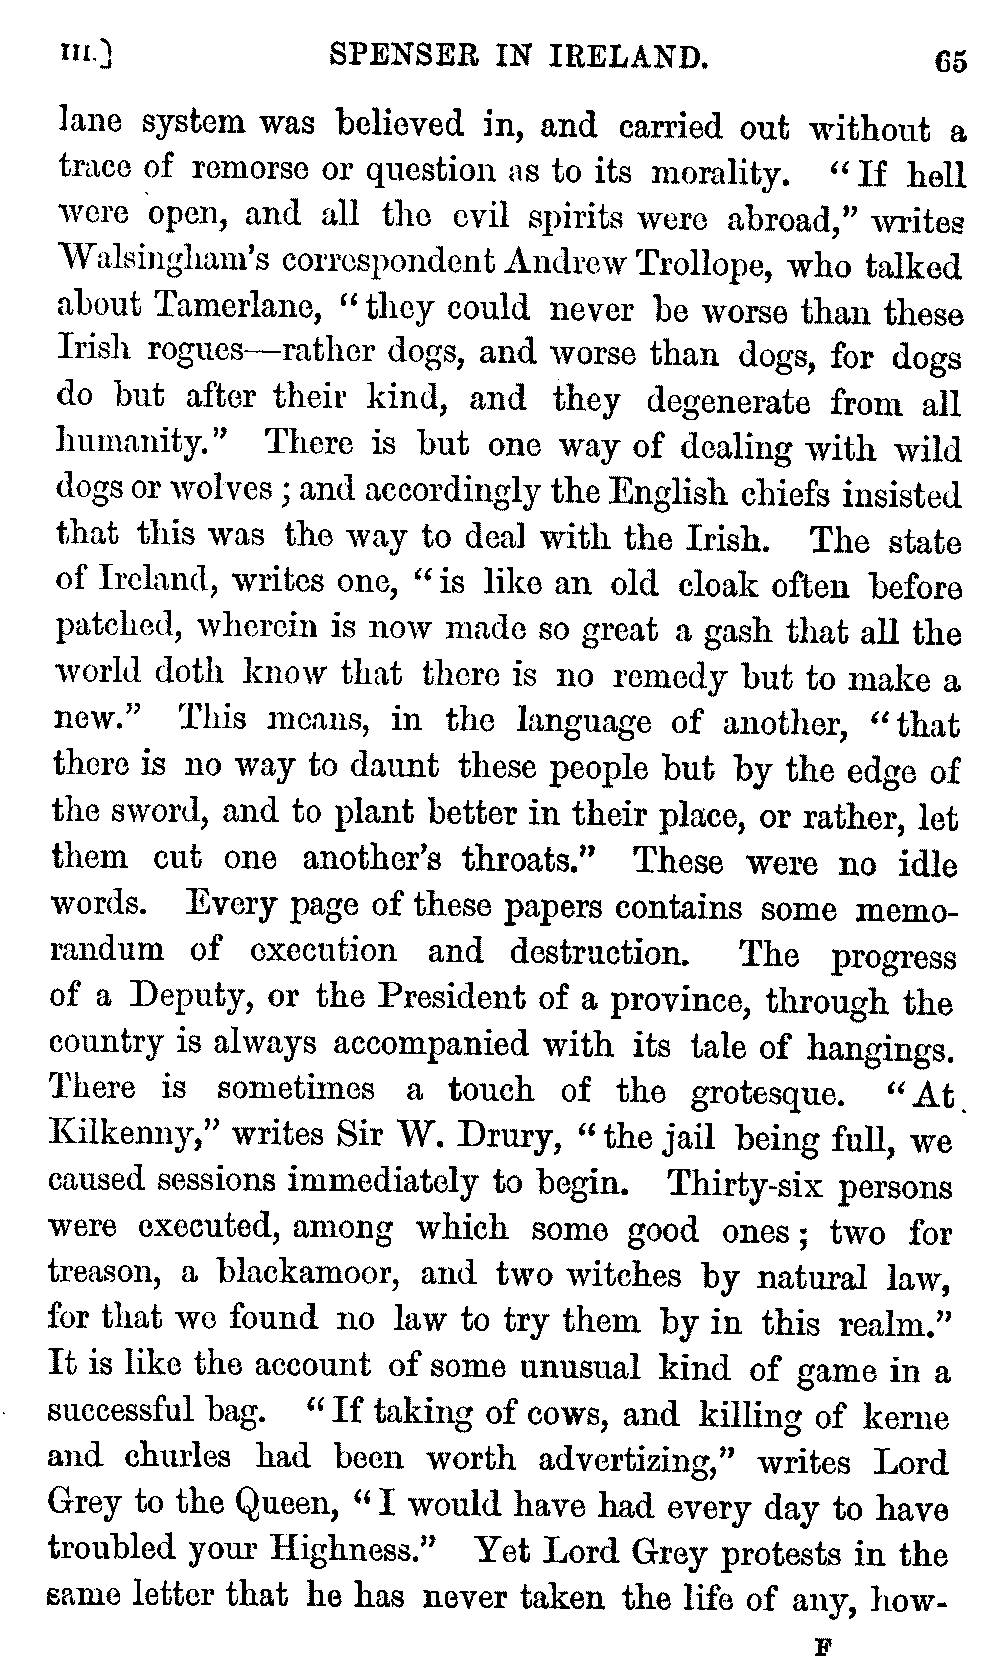 III.] SPENSER IN IRELAND. 65
lane system was believed in, and carried out without a
trace of remorse or question as to its morality. “If hell
were open, and all the evil spirits were abroad,” writes
Walsingham’s correspondent Andrew Trollope, who talked
about Tamerlane, “they could never be worse than these
Irish rogues—rather dogs, and worse than dogs, for dogs
do but after their kind, and they degenerate from all
humanity.” There is but one way of dealing with wild
dogs or wolves; and accordingly the English chiefs insisted
that this was the way to deal with the Irish. The state
of Ireland, writes one, “is like an old cloak often before
patched, wherein is now made so great a gash that all the
world doth know that there is no remedy but to make a
new.” This means, in the language of another, “that
there is no way to daunt these people but by the edge of
the sword, and to plant better in their place, or rather, let
them cut one another’s throats.” These were no idle
words. Every page of these papers contains some memo-
randum of execution and destruction. The progress
of a Deputy, or the President of a province, through the
country is always accompanied with its tale of hangings.
There is sometimes a touch of the grotesque. “At
Kilkenny,” writes Sir W. Drury, “the jail being full, we
caused sessions immediately to begin. Thirty-six persons
were executed, among which some good ones; two for
treason, a blackamoor, and two witches by natural law,
for that we found no law to try them by in this realm.”
It is like the account of some unusual kind of game in a
successful bag. “If taking of cows, and killing of kerne
and churles had been worth advertizing,” writes Lord
Grey to the Queen, “I would have had every day to have
troubled your Highness.” Yet Lord Grey protests in the
same letter that he has never taken the life of any, how-
F